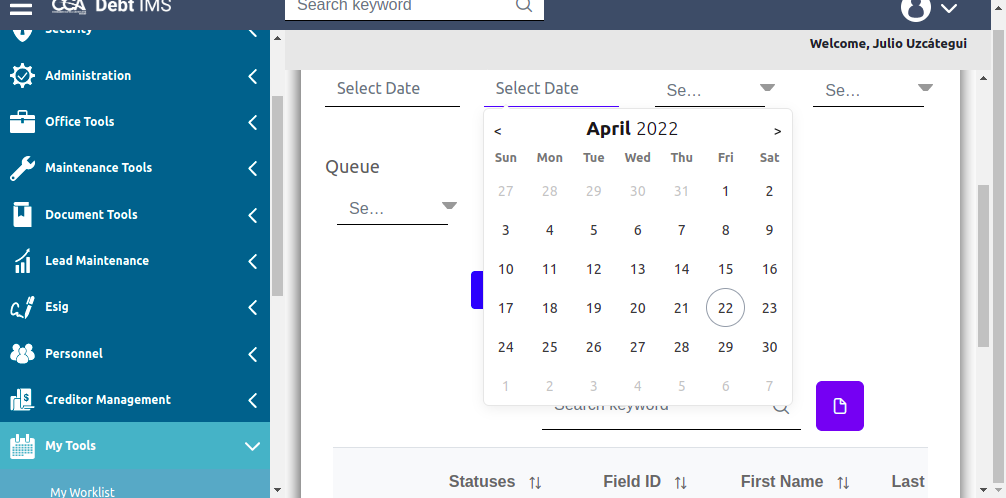 CCA Debt IMS
Search keyword
Welcome, Julio Uzcátegui
Security
Administration
Office Tools
Maintenance Tools
Document Tools
Lead Maintenance
Esig
Personnel
Creditor Management
My Tools
My Worklist
Select Date Select Date Se... Se...
Queue
Se...
< April 2022 >
Sun Mon Tue Wed Thu Fri Sat
27 28 29 30 31 1 2
3 4 5 6 7 8 9
10 11 12 13 14 15 16
17 18 19 20 21 22 23
24 25 26 27 28 29 30
1 2 3 4 5 6 7
Search keyword
Statuses Field ID First Name Last